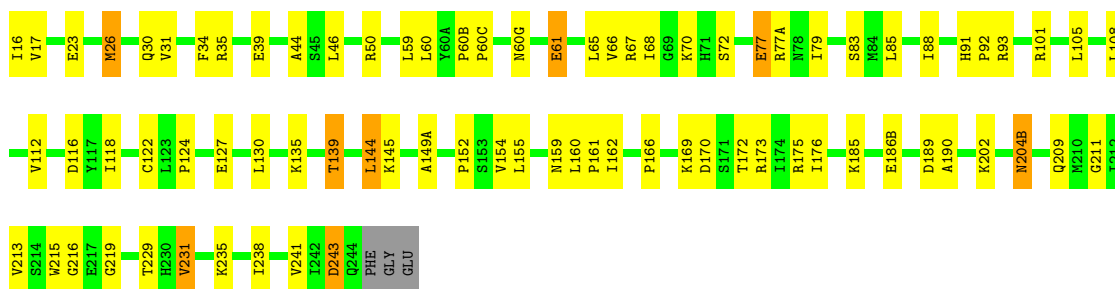 I16 V17 E23 M26 Q30 V31 F34 R35 E39 A44 S45 L46 R50 L59 L60 Y60A P60B P60C N60G E61 L65 V66 R67 I68 G69 K70 H71 S72 E77 R77A N78 I79 S83 M84 L85 I88 H91 P92 R93 R101 L105 L108
V112 D116 Y117 I118 C122 L123 P124 E127 L130 K135 T139 L144 K145 A149A P152 S153 V154 L155 N159 L160 P161 I162 P166 K169 D170 S171 T172 R173 I174 R175 I176 K185 E186B D189 A190 K202 N204B Q209 M210 G211 I212
V213 S214 W215 G216 E217 G219 T229 H230 V231 K235 I238 V241 I242 D243 Q244 PHE GLY GLU